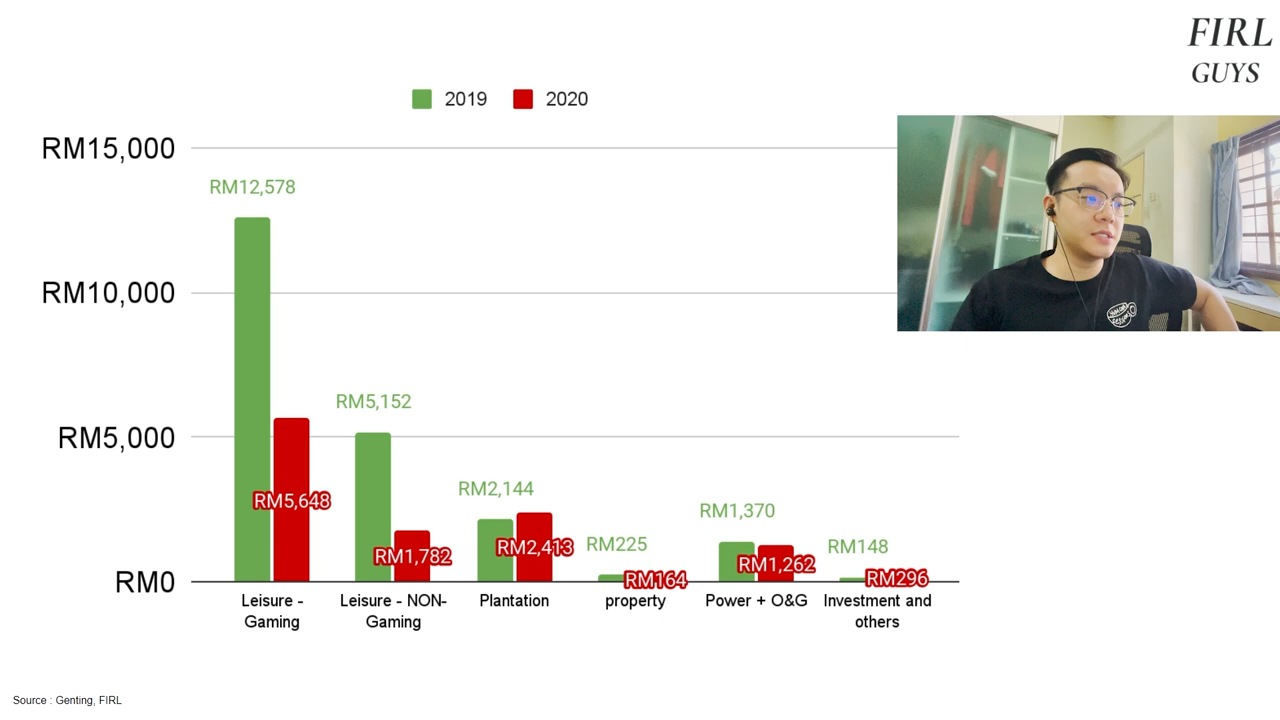 FIRL
GUYS
2019 2020
RM15,000
RM10,000
RM5,000
RM0
RM12,578
RM5,648
RM5,152
RM1,782
RM2,144
RM2,413
RM225
RM164
RM1,370
RM1,262
RM148
RM296
Leisure -
Gaming
Leisure - NON-
Gaming
Plantation
property
Power + O&G
Investment and
others
Source : Genting, FIRL